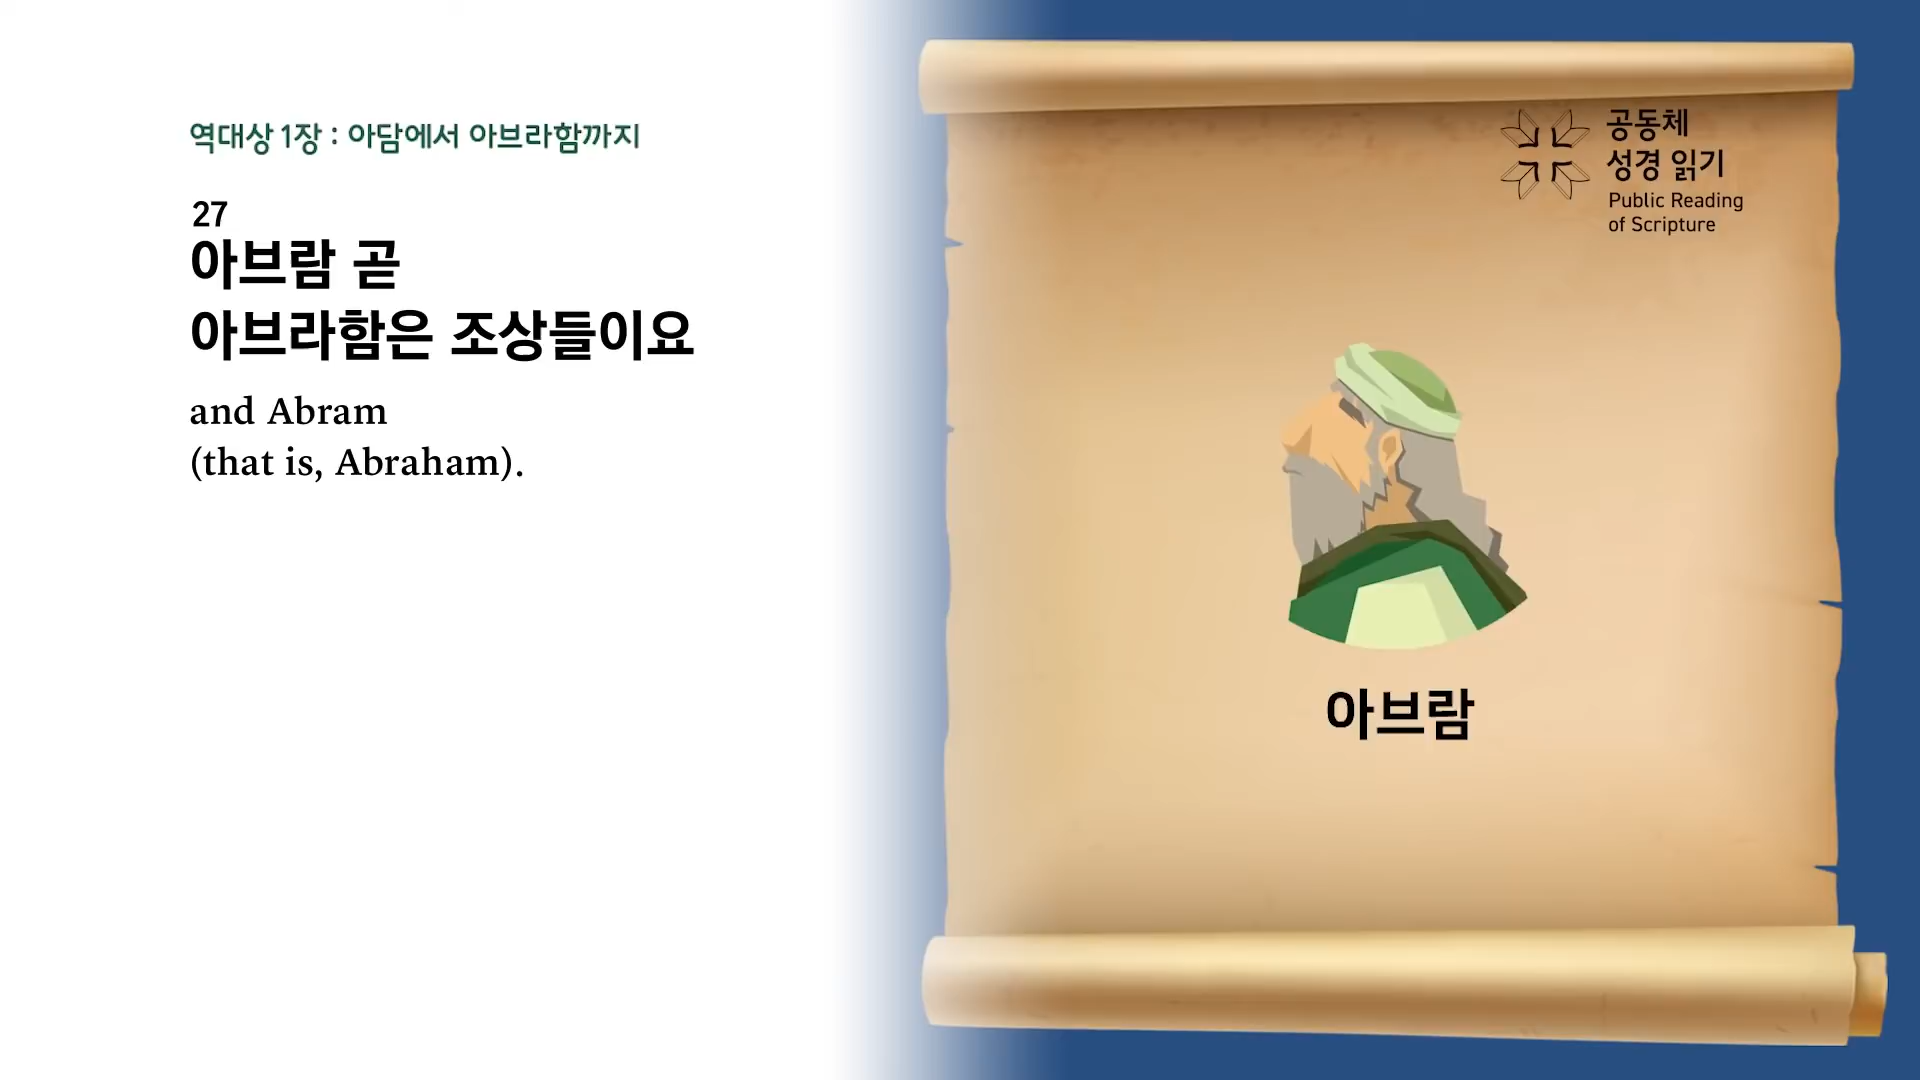 역대상 1장 : 아담에서 아브라함까지
27
아브람 곧
아브라함은 조상들이요
and Abram
(that is, Abraham).
공동체
성경 읽기
Public Reading
of Scripture
아브람